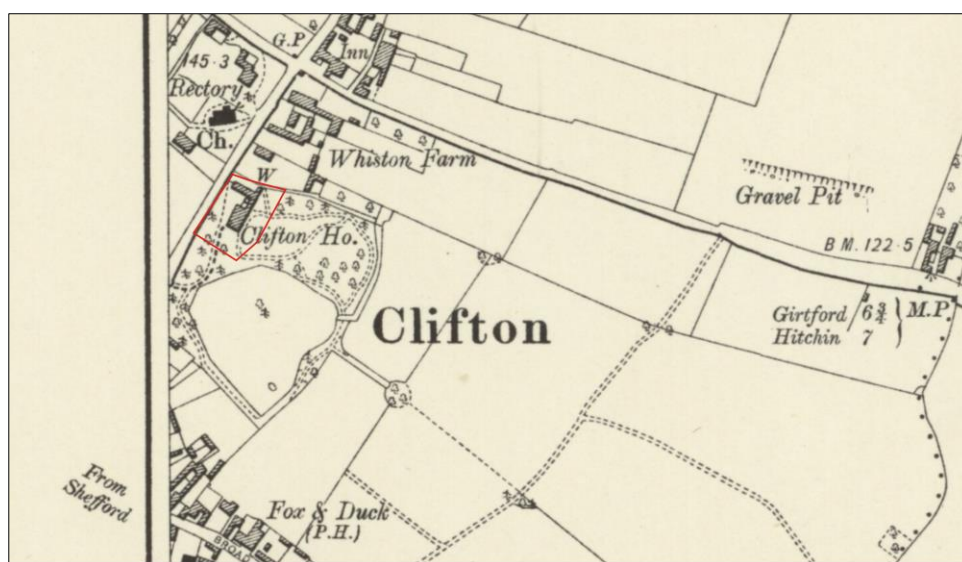 G.P
Inn
145·3
Rectory
Ch.
Whiston Farm
W
Clifton Ho.
Gravel Pit
B M. 122·5
Clifton
Girtford 6¾ } M.P
Hitchin 7
From
Shefford
Fox & Duck
(P.H.)
BROAD